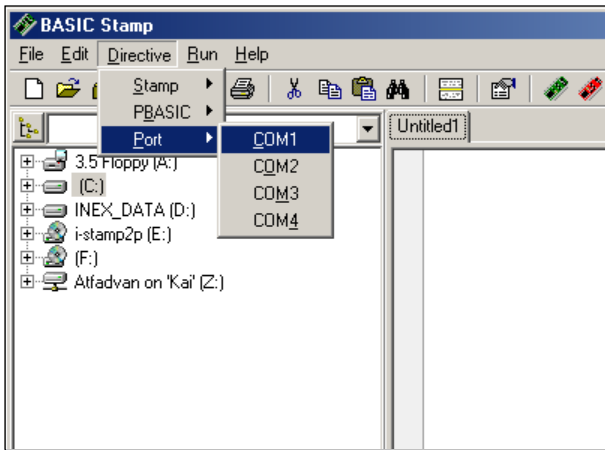 BASIC Stamp
File Edit Directive Run Help
Stamp
PBASIC
Port
COM1
COM2
COM3
COM4
Untitled1
3.5 Floppy (A:)
(C:)
INEX_DATA (D:)
i-stamp2p (E:)
(F:)
Atfadvan on 'Kai' (Z:)